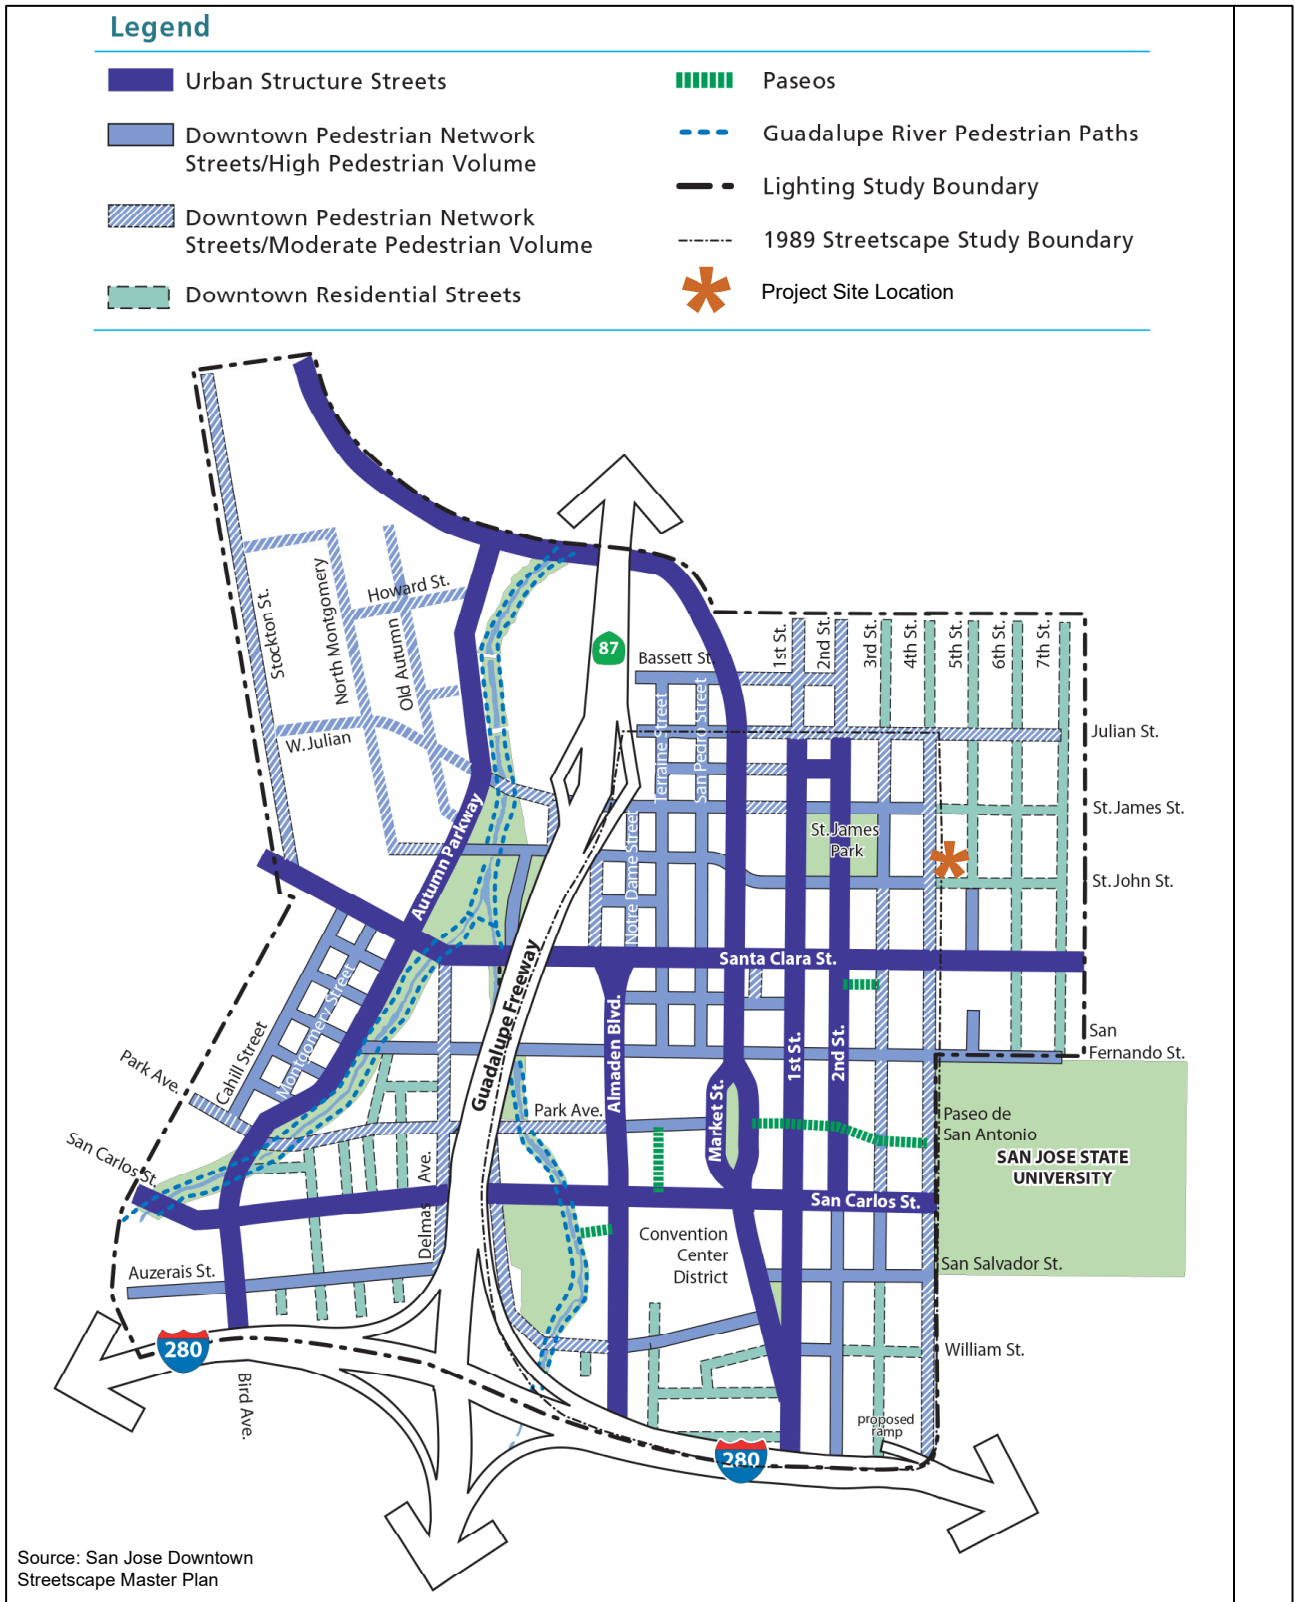 Legend
Urban Structure Streets
Downtown Pedestrian Network
Streets/High Pedestrian Volume
Downtown Pedestrian Network
Streets/Moderate Pedestrian Volume
Downtown Residential Streets
Paseos
Guadalupe River Pedestrian Paths
Lighting Study Boundary
1989 Streetscape Study Boundary
Project Site Location
Stockton St.
North Montgomery
Howard St.
Old Autumn
W. Julian
87
Bassett St.
Terraine Street
San Pedro Street
1st St.
2nd St.
3rd St.
4th St.
5th St.
6th St.
7th St.
Julian St.
St. James St.
St. James
Park
St. John St.
Autumn Parkway
Notre Dame Street
Santa Clara St.
Guadalupe Freeway
Almaden Blvd.
Cahill Street
Montgomery Street
Park Ave.
San Carlos St.
1st St.
2nd St.
San
Fernando St.
Park Ave.
Market St.
Paseo de
San Antonio
SAN JOSE STATE
UNIVERSITY
San Carlos St.
Delmas Ave.
Convention
Center
District
San Salvador St.
Auzerais St.
William St.
280
Bird Ave.
proposed
ramp
280
Source: San Jose Downtown
Streetscape Master Plan